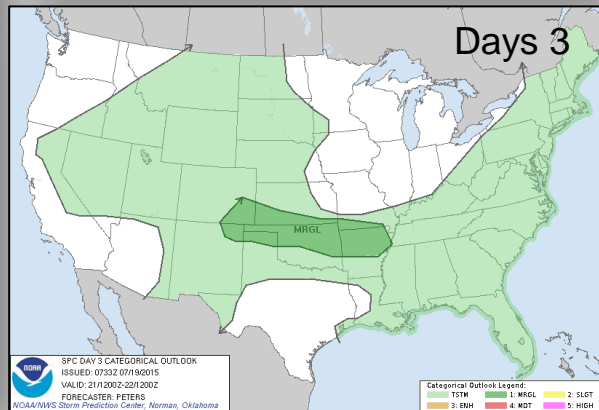 Days 3
MRGL
NOAA
SPC DAY 3 CATEGORICAL OUTLOOK
ISSUED: 0733Z 07/19/2015
VALID: 21/1200Z-22/1200Z
FORECASTER: PETERS
NOAA/NWS Storm Prediction Center, Norman, Oklahoma
Categorical Outlook Legend:
TSTM 1: MRGL 2: SLGT
3: ENH 4: MDT 5: HIGH